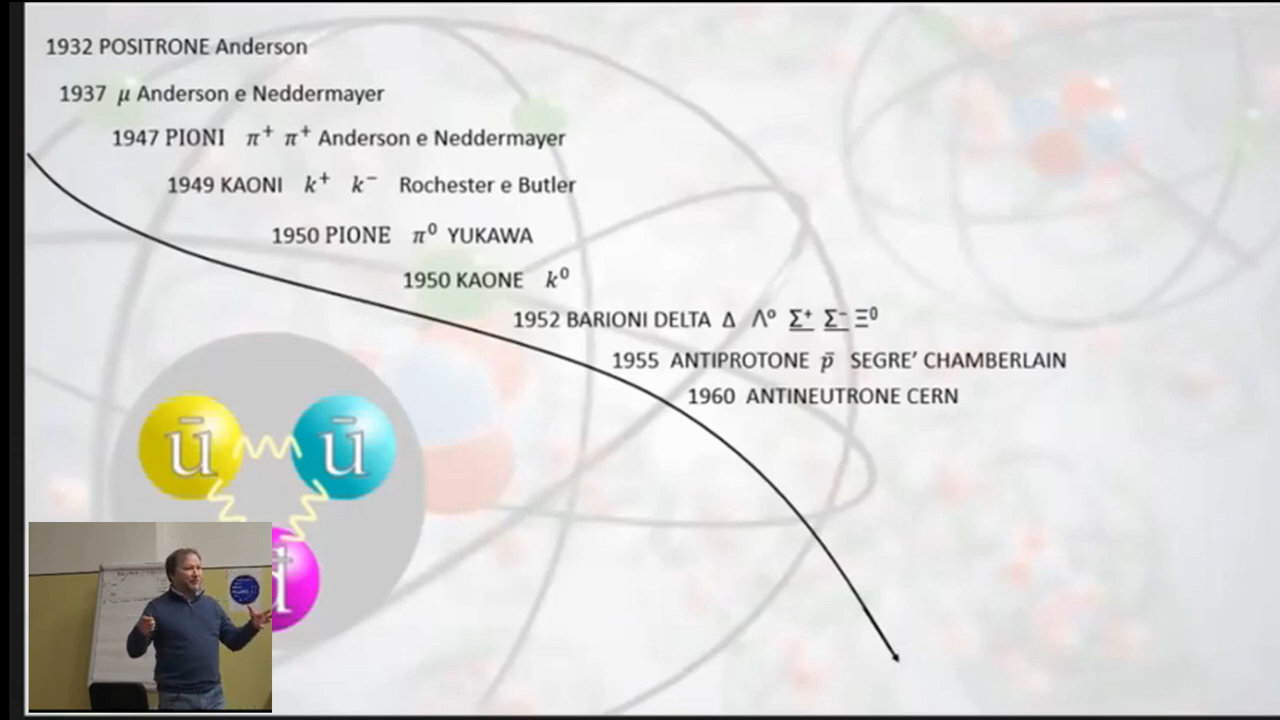 1932 POSITRONE Anderson
1937 μ Anderson e Neddermayer
1947 PIONI π⁺ π⁺ Anderson e Neddermayer
1949 KAONI k⁺ k⁻ Rochester e Butler
1950 PIONE π⁰ YUKAWA
1950 KAONE k⁰
1952 BARIONI DELTA Δ Λ⁰ Σ⁺ Σ⁻ Ξ⁰
1955 ANTIPROTONE p̄ SEGRE’ CHAMBERLAIN
1960 ANTINEUTRONE CERN
ū ū